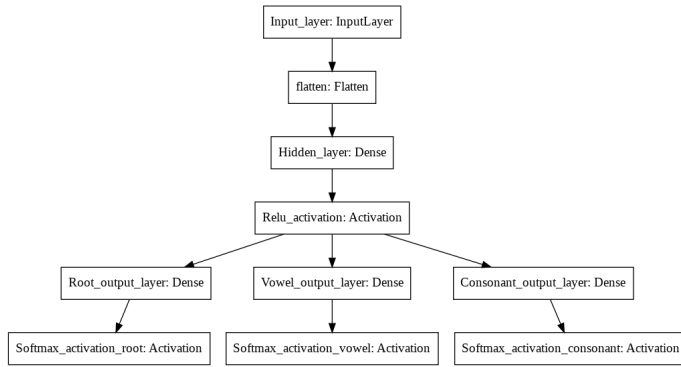 Input_layer: InputLayer
flatten: Flatten
Hidden_layer: Dense
Relu_activation: Activation
Root_output_layer: Dense
Vowel_output_layer: Dense
Consonant_output_layer: Dense
Softmax_activation_root: Activation
Softmax_activation_vowel: Activation
Softmax_activation_consonant: Activation